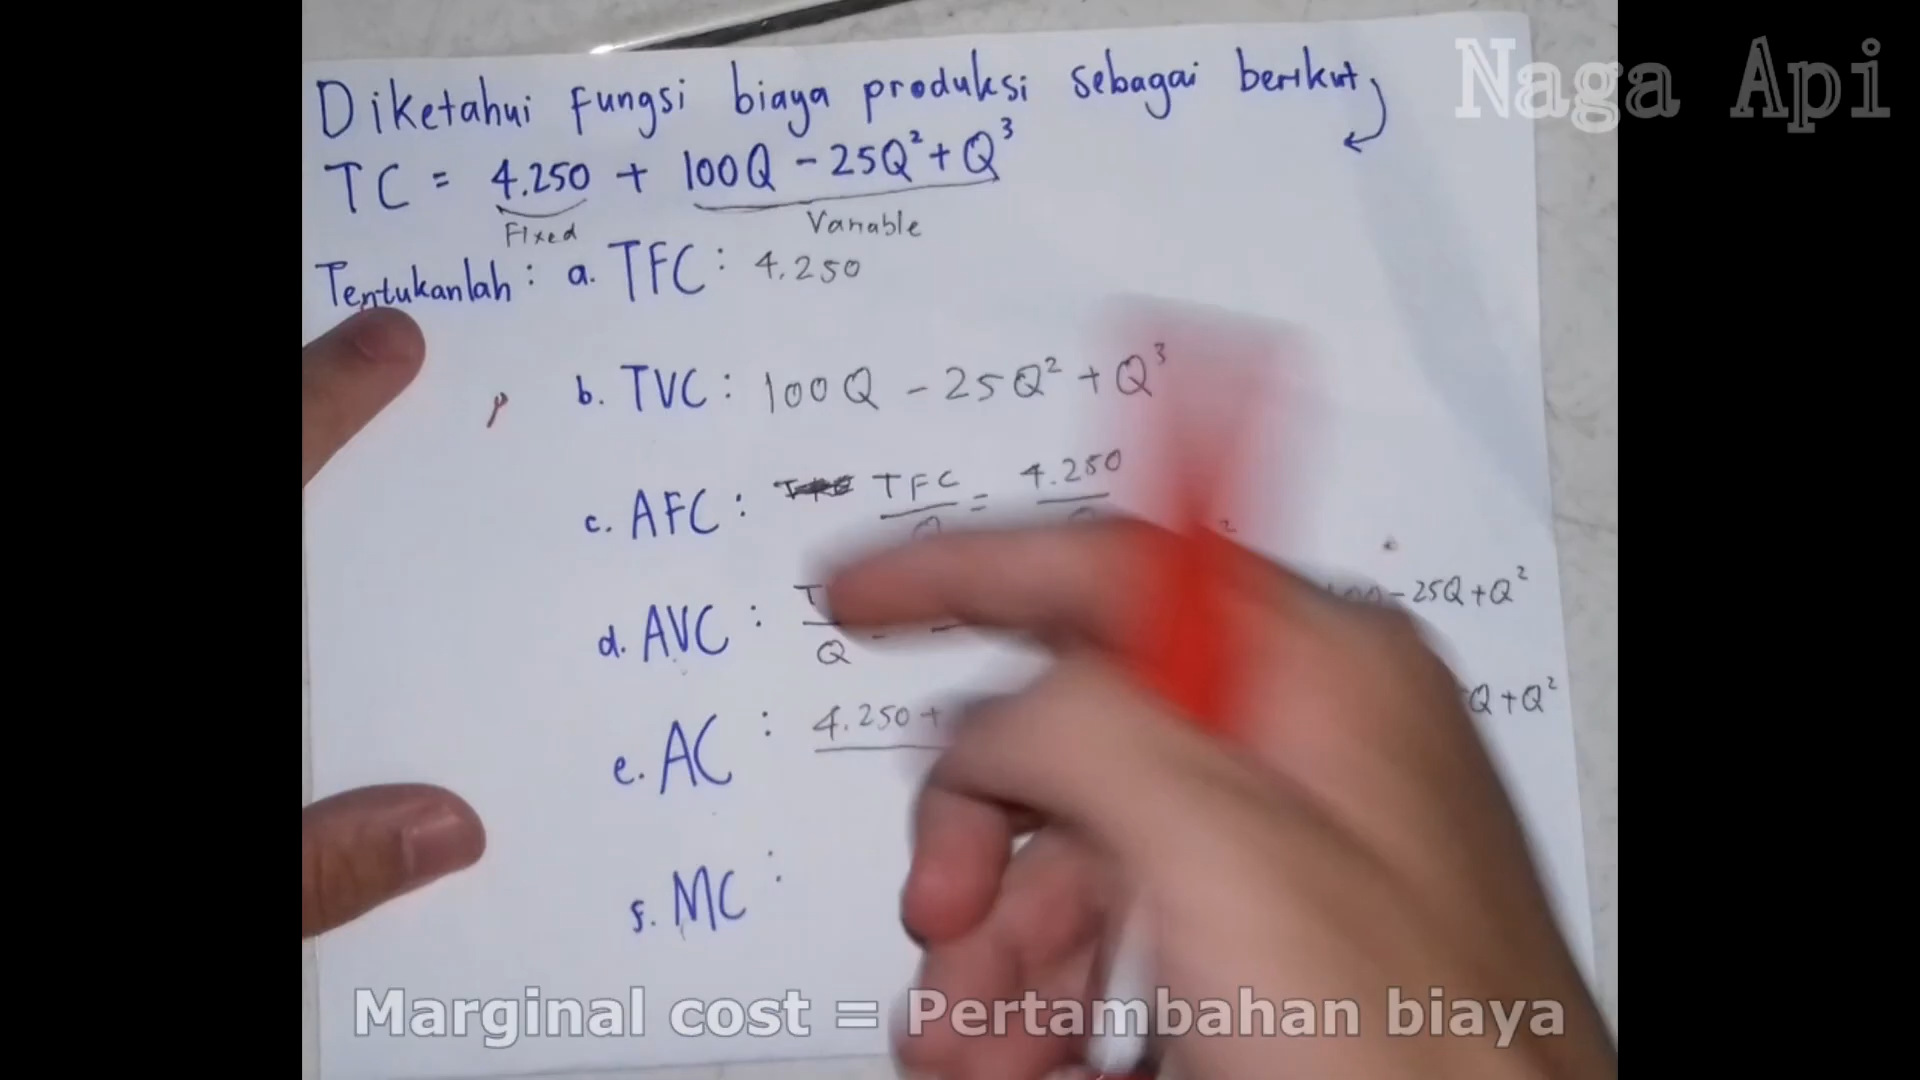 Naga Api
Diketahui fungsi biaya produksi sebagai berikut
TC = 4.250 + 100Q - 25Q² + Q³
Fixed Variable
Tentukanlah : a. TFC : 4.250
b. TVC : 100Q - 25Q² + Q³
c. AFC : TFC/Q = 4.250/Q
d. AVC : T /Q = - 25Q + Q²
e. AC : 4.250 + Q + Q²
f. MC :
Marginal cost = Pertambahan biaya